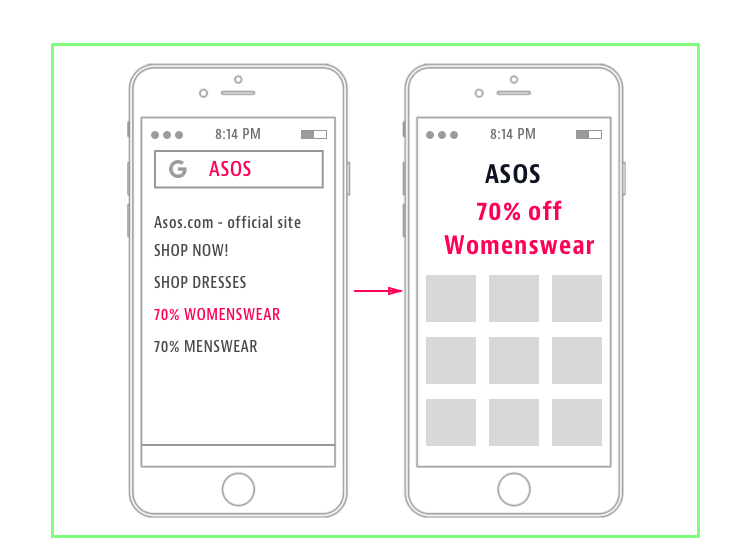 8:14 PM
G ASOS
Asos.com - official site
SHOP NOW!
SHOP DRESSES
70% WOMENSWEAR
70% MENSWEAR
8:14 PM
ASOS
70% off
Womenswear